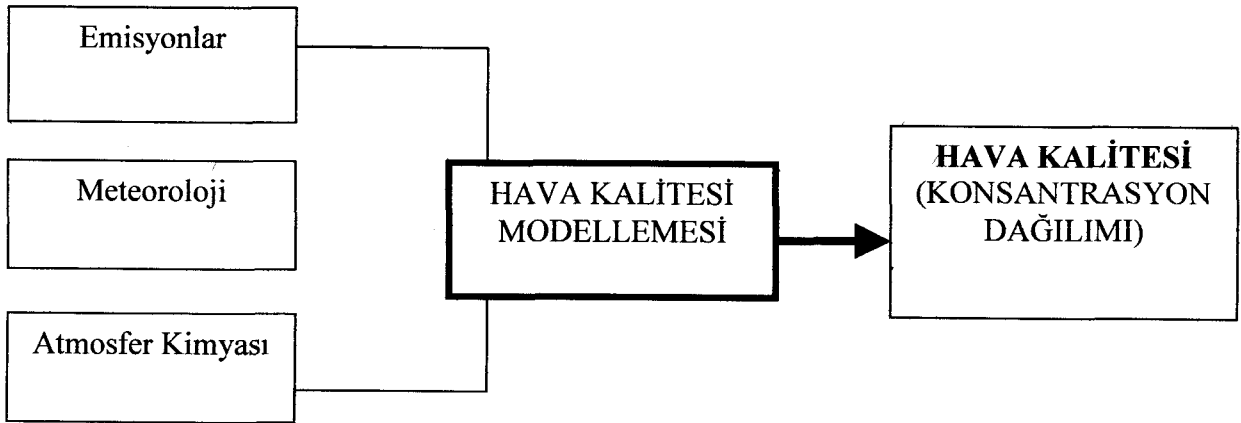 Emisyonlar
Meteoroloji
Atmosfer Kimyası
HAVA KALİTESİ
MODELLEMESİ
HAVA KALİTESİ
(KONSANTRASYON
DAĞILIMI)